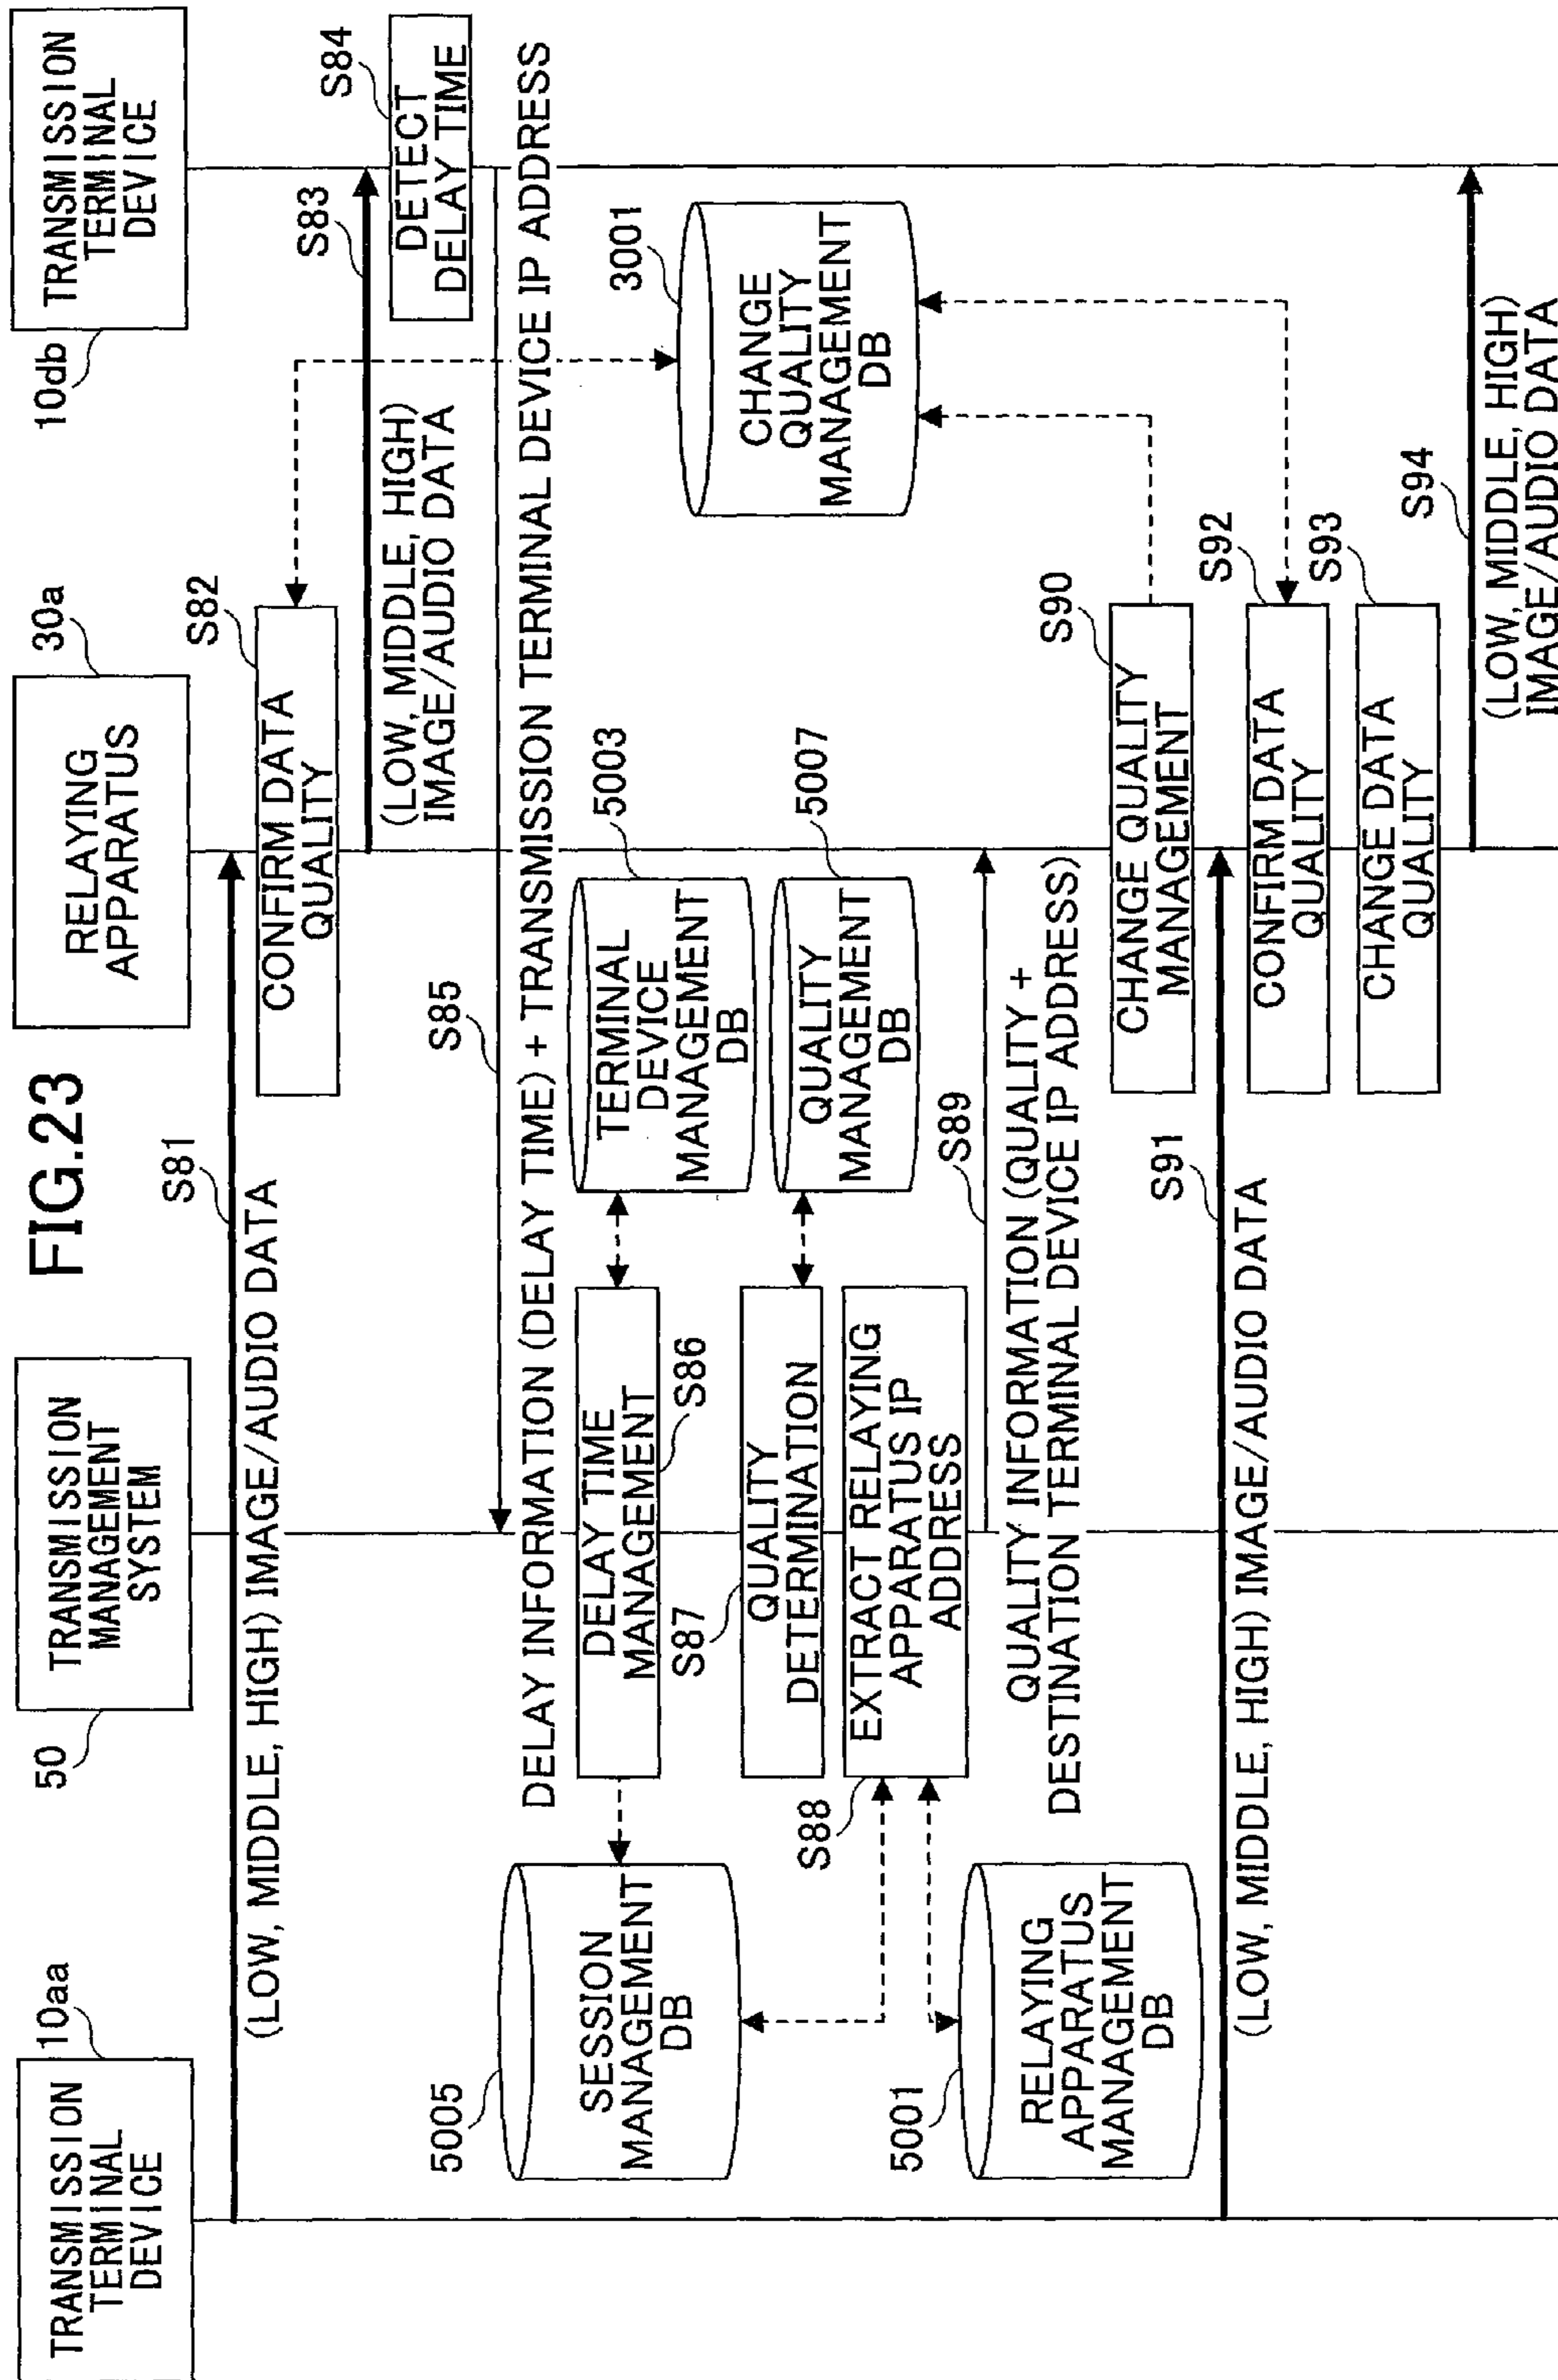 FIG.23
TRANSMISSION
TERMINAL
DEVICE
10aa
50
TRANSMISSION
MANAGEMENT
SYSTEM
RELAYING
APPARATUS
30a
10db
TRANSMISSION
TERMINAL
DEVICE
S81
(LOW, MIDDLE, HIGH) IMAGE/AUDIO DATA
CONFIRM DATA
QUALITY
S82
S83
(LOW, MIDDLE, HIGH)
IMAGE/AUDIO DATA
DETECT
DELAY TIME
S84
S85
DELAY INFORMATION (DELAY TIME) + TRANSMISSION TERMINAL DEVICE IP ADDRESS
5005
SESSION
MANAGEMENT
DB
DELAY TIME
MANAGEMENT
S86
TERMINAL
DEVICE
MANAGEMENT
DB
5003
CHANGE
QUALITY
MANAGEMENT
DB
3001
S87
QUALITY
DETERMINATION
QUALITY
MANAGEMENT
DB
5007
S88
EXTRACT RELAYING
APPARATUS IP
ADDRESS
5001
RELAYING
APPARATUS
MANAGEMENT
DB
S89
QUALITY INFORMATION (QUALITY +
DESTINATION TERMINAL DEVICE IP ADDRESS)
CHANGE QUALITY
MANAGEMENT
S90
S91
(LOW, MIDDLE, HIGH) IMAGE/AUDIO DATA
CONFIRM DATA
QUALITY
S92
CHANGE DATA
QUALITY
S93
S94
(LOW, MIDDLE, HIGH)
IMAGE/AUDIO DATA